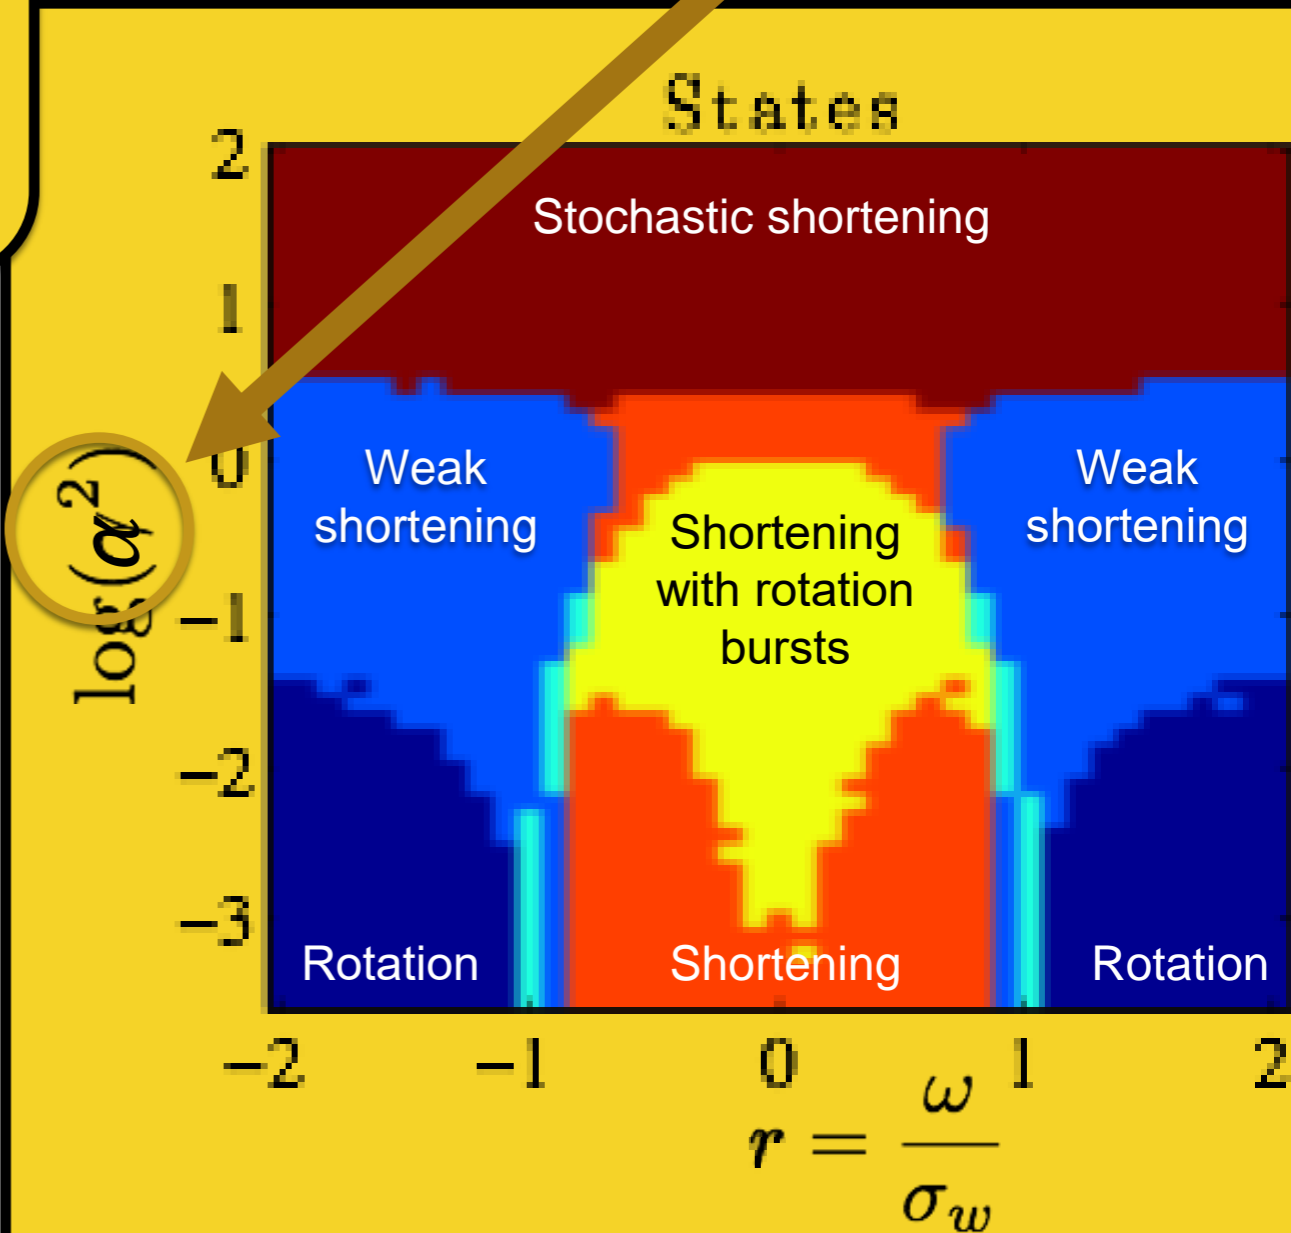 States
2
Stochastic shortening
1
0
Weak
shortening
Shortening
with rotation
bursts
Weak
shortening
log(α²)
−1
−2
−3
Rotation
Shortening
Rotation
−2 −1 0 1 2
r = ω / σ_w